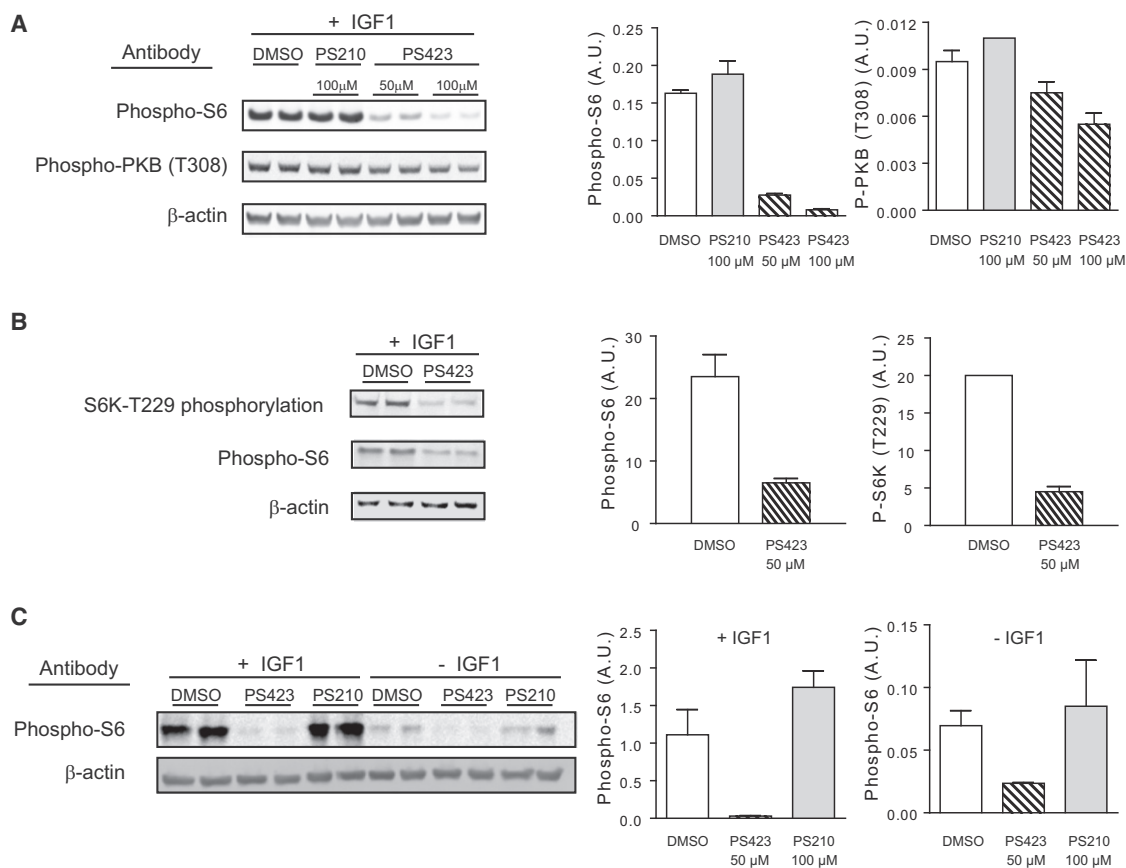 A
+ IGF1
Antibody
DMSO PS210 PS423
100μM 50μM 100μM
Phospho-S6
Phospho-PKB (T308)
β-actin
Phospho-S6 (A.U.)
0.20
0.15
0.10
0.05
0.00
DMSO PS210 PS423 PS423
100 μM 50 μM 100 μM
P-PKB (T308) (A.U.)
0.012
0.009
0.006
0.003
0.000
DMSO PS210 PS423 PS423
100 μM 50 μM 100 μM
B
+ IGF1
DMSO PS423
S6K-T229 phosphorylation
Phospho-S6
β-actin
Phospho-S6 (A.U.)
30
20
10
0
DMSO PS423
50 μM
P-S6K (T229) (A.U.)
25
20
15
10
5
0
DMSO PS423
50 μM
C
Antibody
+ IGF1 - IGF1
DMSO PS423 PS210 DMSO PS423 PS210
Phospho-S6
β-actin
Phospho-S6 (A.U.)
2.5
2.0
1.5
1.0
0.5
0.0
+ IGF1
DMSO PS423 PS210
50 μM 100 μM
Phospho-S6 (A.U.)
0.15
0.10
0.05
0.00
- IGF1
DMSO PS423 PS210
50 μM 100 μM